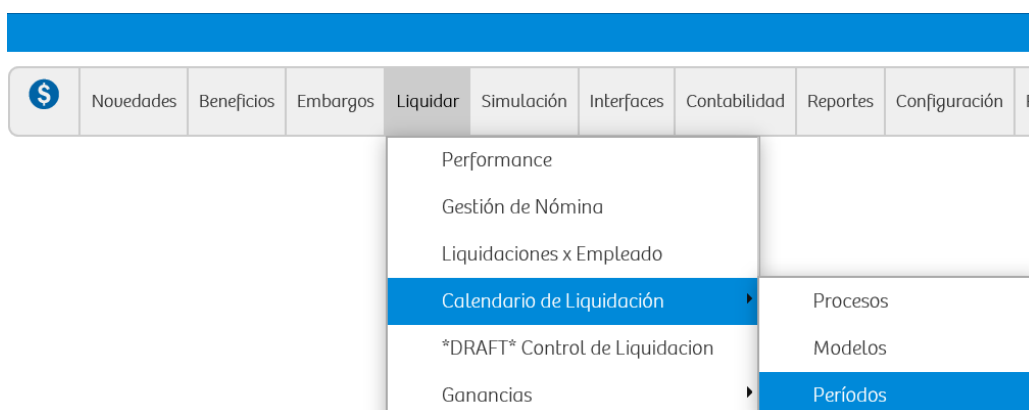 $ Novedades Beneficios Embargos Liquidar Simulación Interfaces Contabilidad Reportes Configuración
Performance
Gestión de Nómina
Liquidaciones x Empleado
Calendario de Liquidación
Procesos
*DRAFT* Control de Liquidacion
Modelos
Ganancias
Períodos